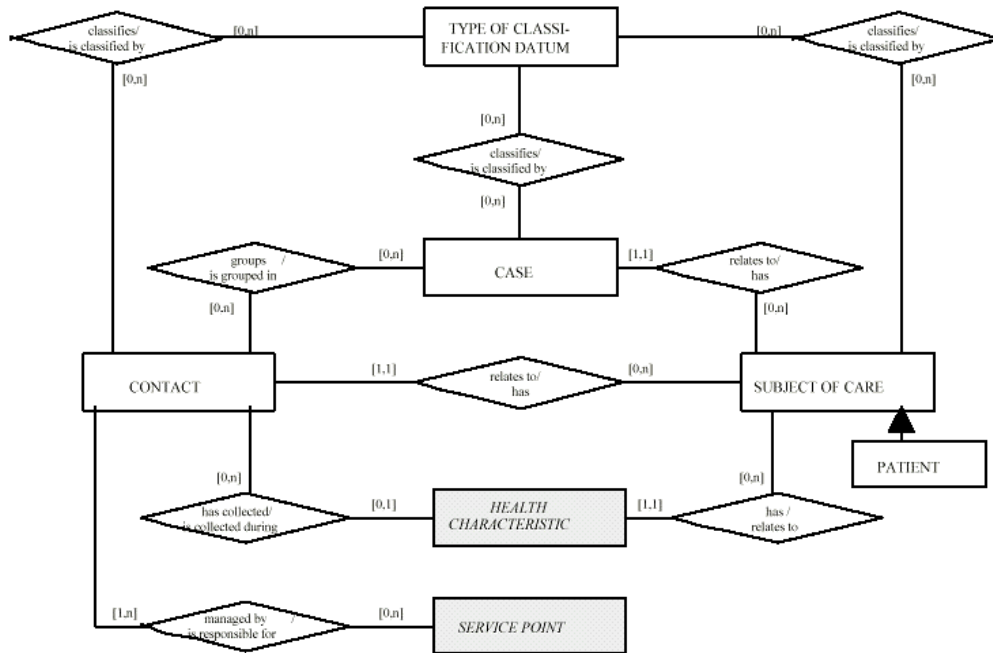 classifies/
is classified by
[0,n]
TYPE OF CLASSI-
FICATION DATUM
[0,n]
classifies/
is classified by
[0,n]
[0,n]
[0,n]
classifies/
is classified by
[0,n]
groups /
is grouped in
[0,n]
CASE
[1,1]
relates to/
has
[0,n]
[0,n]
CONTACT
[1,1]
relates to/
has
[0,n]
SUBJECT OF CARE
PATIENT
[0,n]
[0,n]
has collected/
is collected during
[0,1]
HEALTH
CHARACTERISTIC
[1,1]
has /
relates to
[1,n]
managed by /
is responsible for
[0,n]
SERVICE POINT